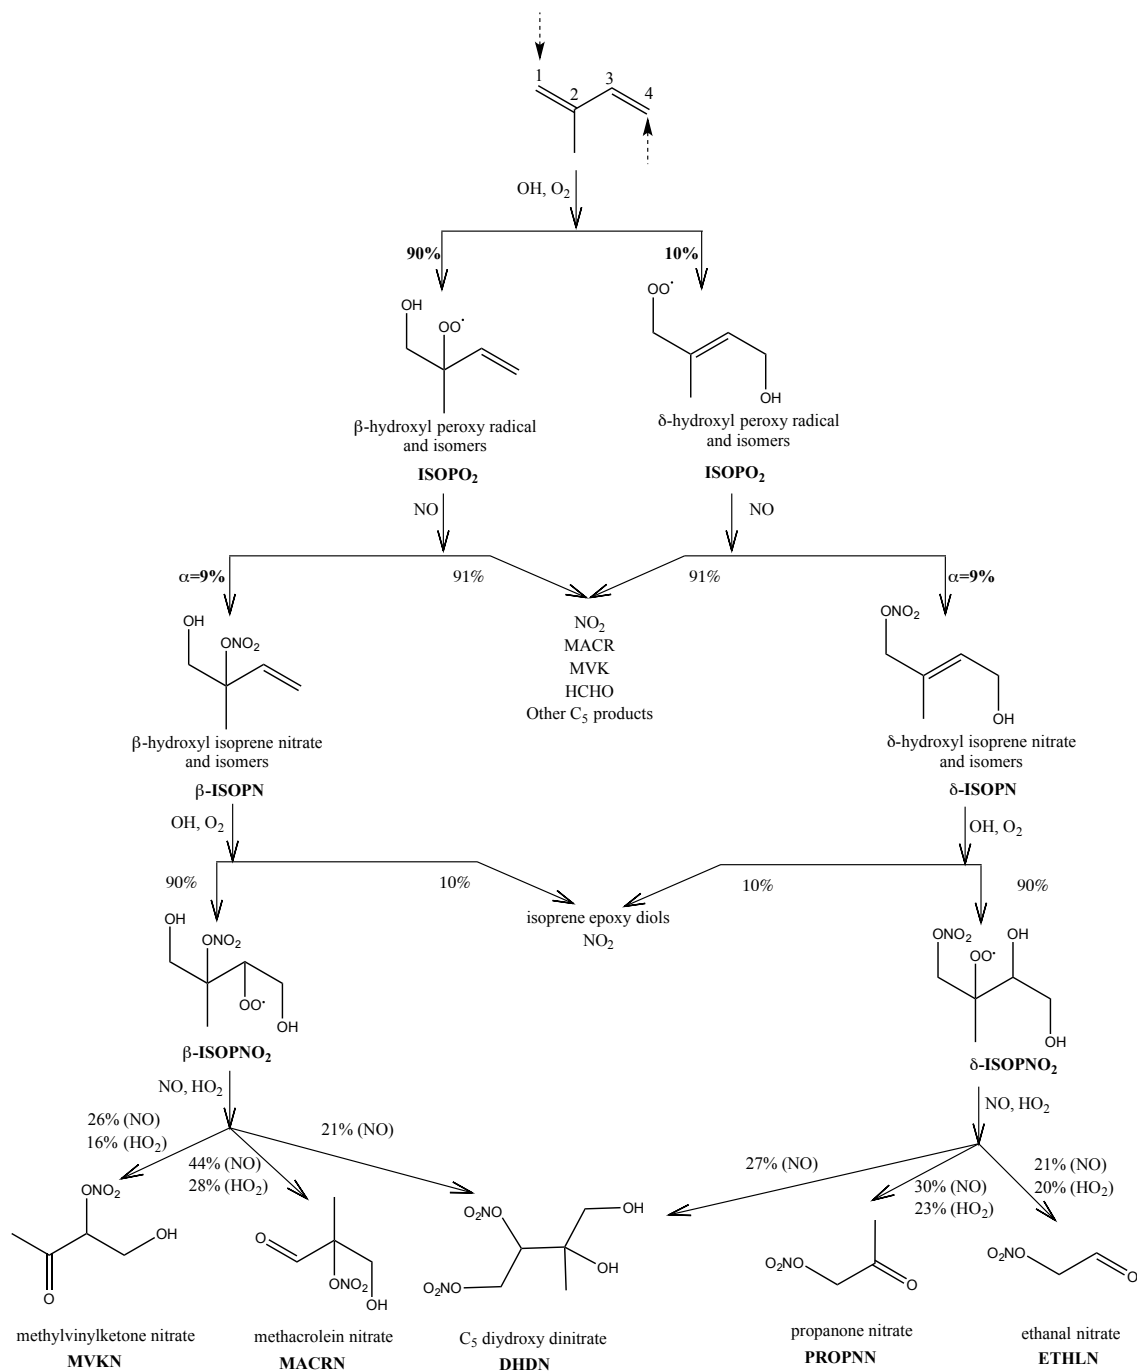 1
2
3
4
OH, O2
90%
10%
OH
OO·
OO·
OH
β-hydroxyl peroxy radical
and isomers
ISOPO2
δ-hydroxyl peroxy radical
and isomers
ISOPO2
NO
NO
α=9%
91%
91%
α=9%
OH
ONO2
NO2
MACR
MVK
HCHO
Other C5 products
ONO2
OH
β-hydroxyl isoprene nitrate
and isomers
β-ISOPN
δ-hydroxyl isoprene nitrate
and isomers
δ-ISOPN
OH, O2
OH, O2
90%
10%
10%
90%
isoprene epoxy diols
NO2
OH
ONO2
OO·
OH
β-ISOPNO2
ONO2
OH
OO·
OH
δ-ISOPNO2
NO, HO2
NO, HO2
26% (NO)
16% (HO2)
44% (NO)
28% (HO2)
21% (NO)
27% (NO)
30% (NO)
23% (HO2)
21% (NO)
20% (HO2)
ONO2
OH
O
O
ONO2
OH
O2NO
OH
OH
O2NO
O2NO
O
O2NO
O
methylvinylketone nitrate
MVKN
methacrolein nitrate
MACRN
C5 diydroxy dinitrate
DHDN
propanone nitrate
PROPNN
ethanal nitrate
ETHLN